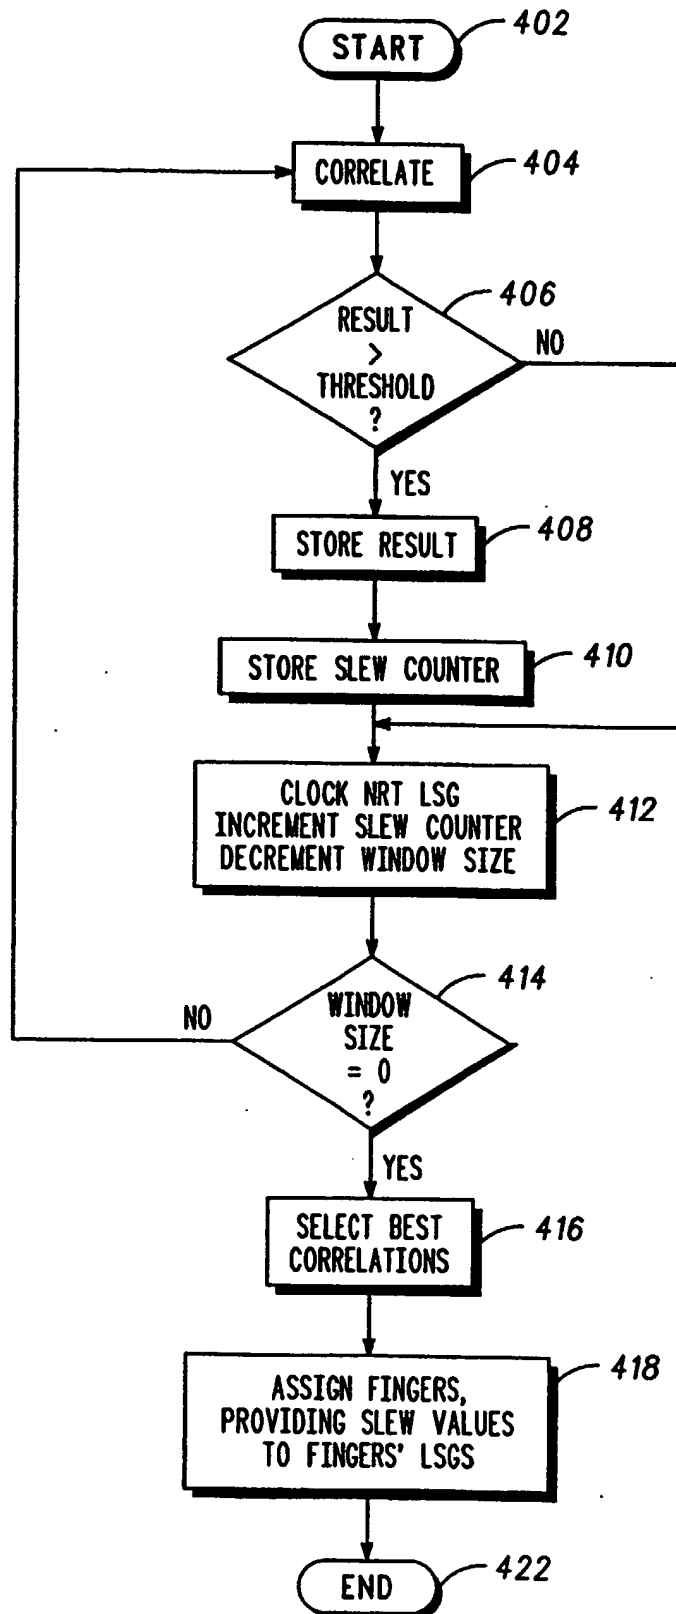 START
402
CORRELATE
404
406
RESULT
>
THRESHOLD
?
NO
YES
STORE RESULT
408
STORE SLEW COUNTER
410
CLOCK NRT LSG
INCREMENT SLEW COUNTER
DECREMENT WINDOW SIZE
412
414
WINDOW
SIZE
= 0
?
NO
YES
SELECT BEST
CORRELATIONS
416
ASSIGN FINGERS,
PROVIDING SLEW VALUES
TO FINGERS' LSGS
418
END
422